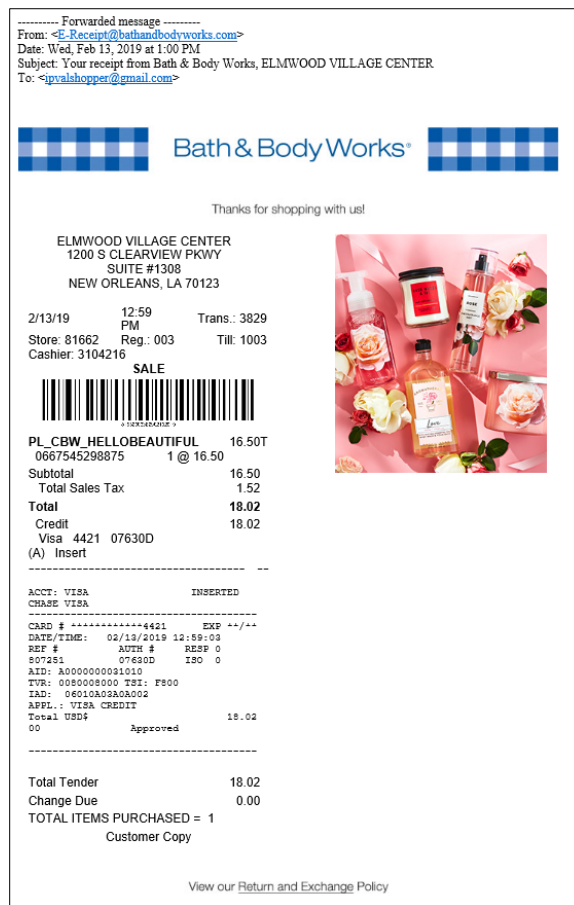 ---------- Forwarded message ---------
From: <E-Receipt@bathandbodyworks.com>
Date: Wed, Feb 13, 2019 at 1:00 PM
Subject: Your receipt from Bath & Body Works, ELMWOOD VILLAGE CENTER
To: <ipvalshopper@gmail.com>
Bath & Body Works®
Thanks for shopping with us!
ELMWOOD VILLAGE CENTER
1200 S CLEARVIEW PKWY
SUITE #1308
NEW ORLEANS, LA 70123
2/13/19 12:59 PM Trans.: 3829
Store: 81662 Reg.: 003 Till: 1003
Cashier: 3104216
SALE
PL_CBW_HELLOBEAUTIFUL 16.50T
0667545298875 1 @ 16.50
Subtotal 16.50
Total Sales Tax 1.52
Total 18.02
Credit 18.02
Visa 4421 07630D
(A) Insert
------------------------------------ --
ACCT: VISA INSERTED
CHASE VISA
--------------------------------------
CARD # ************4421 EXP **/**
DATE/TIME: 02/13/2019 12:59:03
REF # AUTH # RESP 0
807251 07630D ISO 0
AID: A0000000031010
TVR: 0080008000 TSI: F800
IAD: 06010A03A0A002
APPL.: VISA CREDIT
Total USD$ 18.02
00 Approved
--------------------------------------
Total Tender 18.02
Change Due 0.00
TOTAL ITEMS PURCHASED = 1
Customer Copy
ROSE
Love
View our Return and Exchange Policy